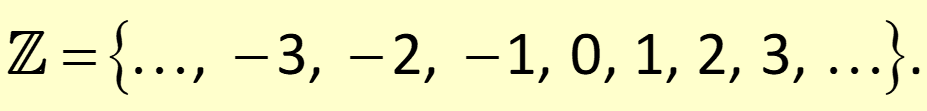 ℤ = {…, −3, −2, −1, 0, 1, 2, 3, …}.